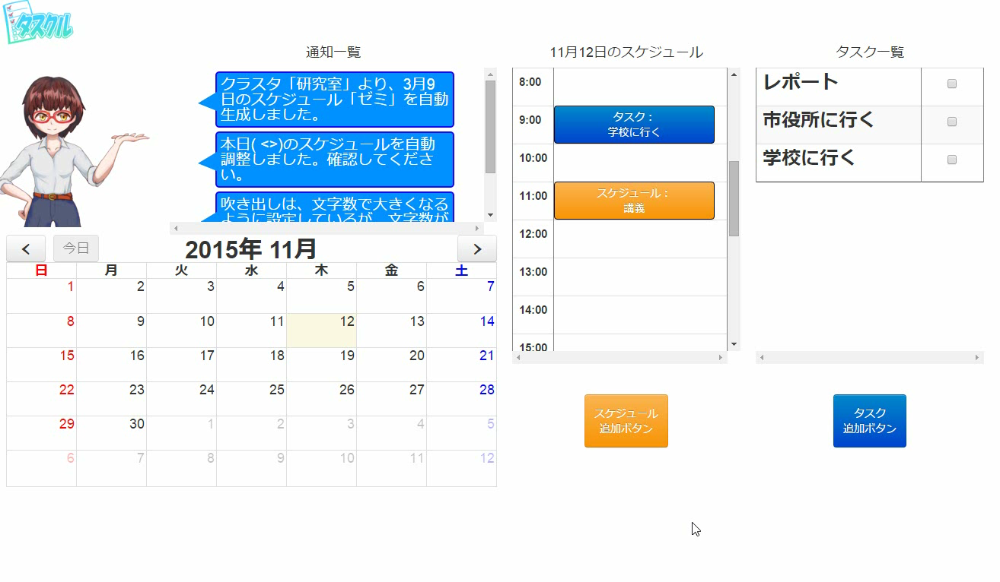 タスクル
通知一覧
クラスタ「研究室」より、3月9
日のスケジュール「ゼミ」を自動
生成しました。
本日( <>)のスケジュールを自動
調整しました。確認してくださ
い。
吹き出しは、文字数で大きくなる
ように設定しているが、文字数が
今日
2015年 11月
日 月 火 水 木 金 土
1 2 3 4 5 6 7
8 9 10 11 12 13 14
15 16 17 18 19 20 21
22 23 24 25 26 27 28
29 30 1 2 3 4 5
6 7 8 9 10 11 12
11月12日のスケジュール
8:00
9:00
タスク：
学校に行く
10:00
11:00
スケジュール：
講義
12:00
13:00
14:00
15:00
スケジュール
追加ボタン
タスク一覧
レポート
市役所に行く
学校に行く
タスク
追加ボタン